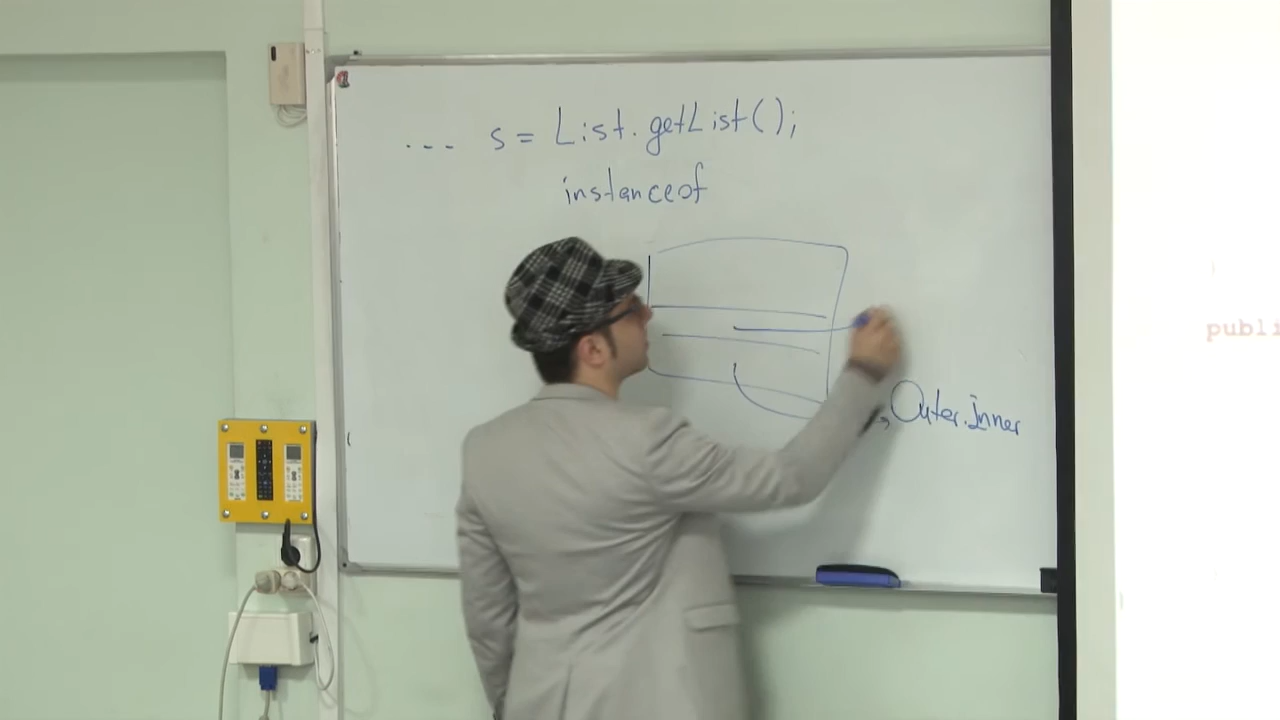 ... s = List.getList();
instanceof
Outer.Inner
publi